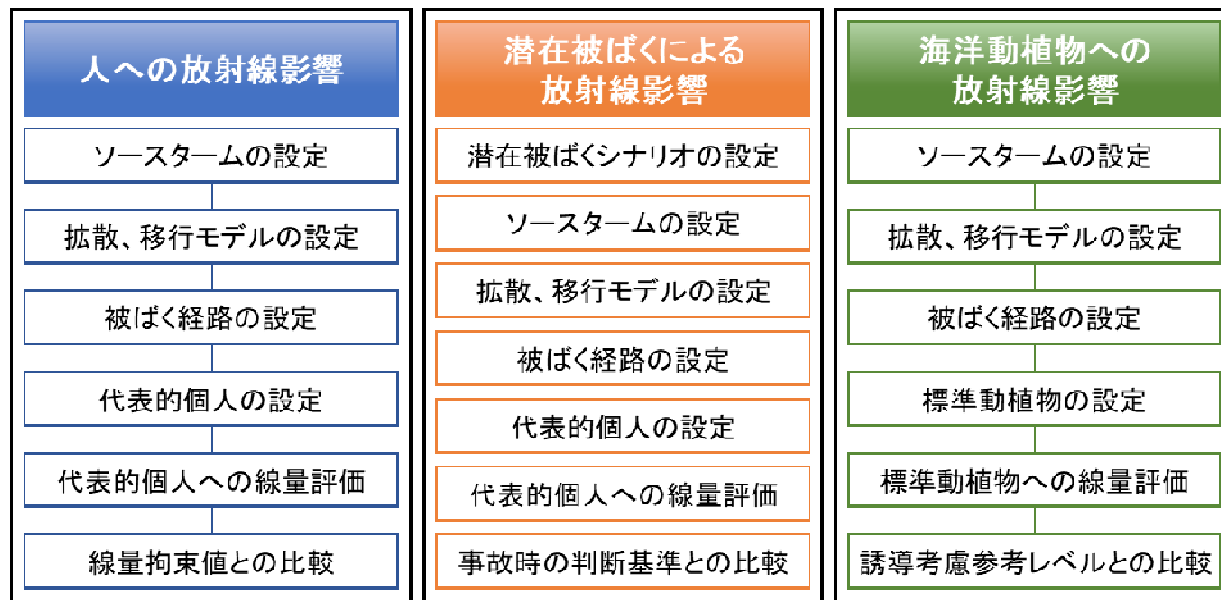 人への放射線影響
ソースタームの設定
拡散、移行モデルの設定
被ばく経路の設定
代表的個人の設定
代表的個人への線量評価
線量拘束値との比較
潜在被ばくによる
放射線影響
潜在被ばくシナリオの設定
ソースタームの設定
拡散、移行モデルの設定
被ばく経路の設定
代表的個人の設定
代表的個人への線量評価
事故時の判断基準との比較
海洋動植物への
放射線影響
ソースタームの設定
拡散、移行モデルの設定
被ばく経路の設定
標準動植物の設定
標準動植物への線量評価
誘導考慮参考レベルとの比較